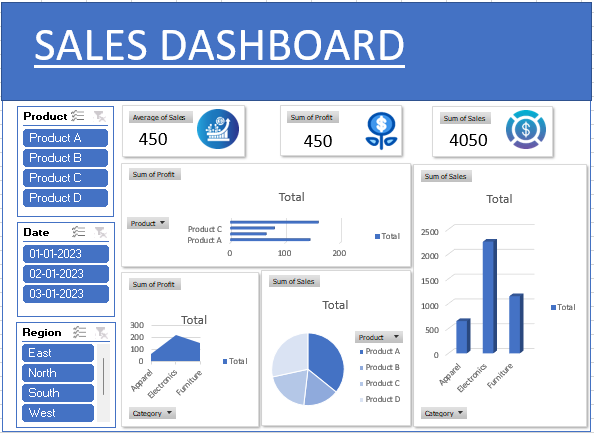 SALES DASHBOARD
Product
Product A
Product B
Product C
Product D
Date
01-01-2023
02-01-2023
03-01-2023
Region
East
North
South
West
Average of Sales
450
Sum of Profit
450
Sum of Sales
4050
Sum of Profit
Total
Product
Product C
Product A
0
100
200
Total
Sum of Profit
Total
300
200
100
0
Apparel
Electronics
Furniture
Total
Category
Sum of Sales
Total
Product
Product A
Product B
Product C
Product D
Sum of Sales
Total
2500
2000
1500
1000
500
0
Apparel
Electronics
Furniture
Total
Category